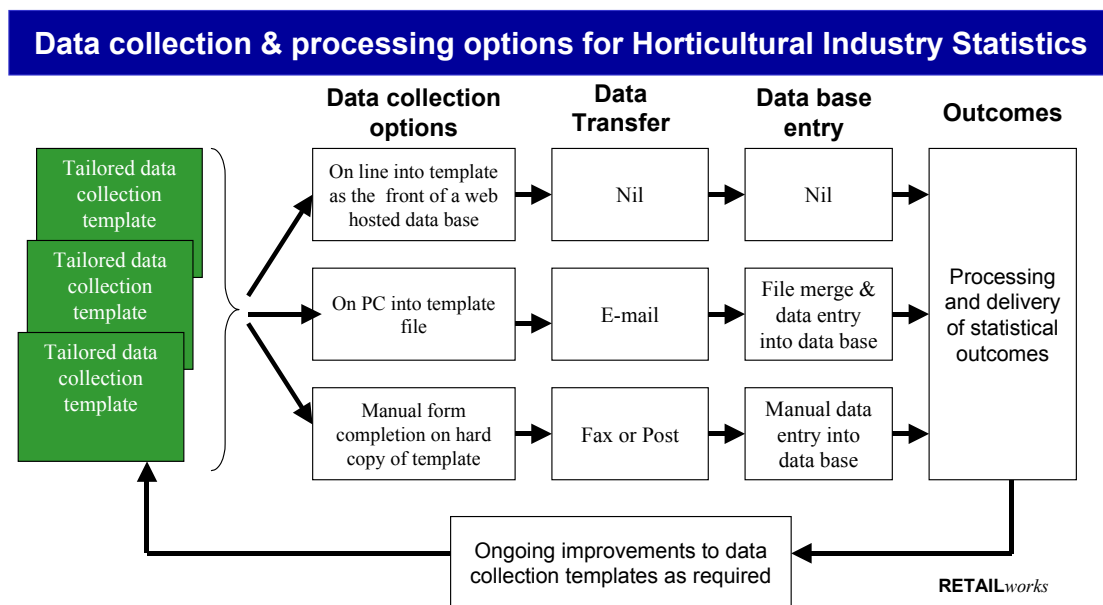 Data collection & processing options for Horticultural Industry Statistics
Data collection
options
Data
Transfer
Data base
entry
Outcomes
Tailored data
collection
template
Tailored data
collection
template
Tailored data
collection
template
On line into template
as the front of a web
hosted data base
Nil
Nil
On PC into template
file
E-mail
File merge &
data entry
into data base
Manual form
completion on hard
copy of template
Fax or Post
Manual data
entry into
data base
Processing
and delivery
of statistical
outcomes
Ongoing improvements to data
collection templates as required
RETAILworks